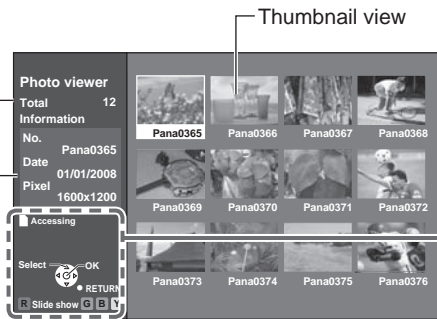 Thumbnail view
Photo viewer
Total 12
Information
No.
Pana0365
Date
01/01/2008
Pixel
1600x1200
Accessing
Select OK
RETURN
R Slide show G B Y
Pana0365 Pana0366 Pana0367 Pana0368
Pana0369 Pana0370 Pana0371 Pana0372
Pana0373 Pana0374 Pana0375 Pana0376